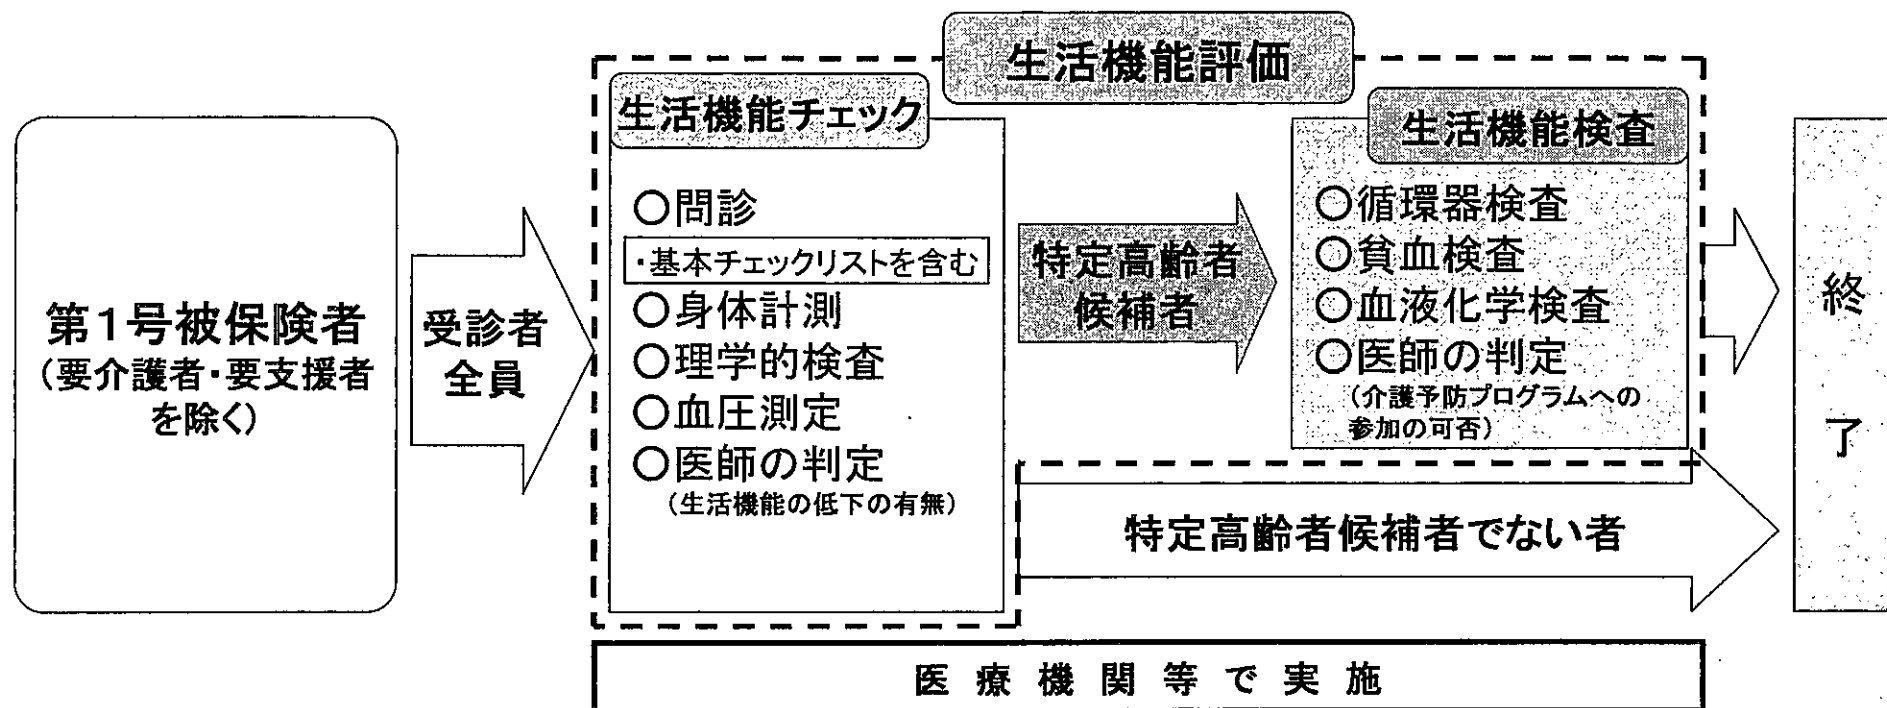 生活機能評価
第1号被保険者
(要介護者・要支援者
を除く)
受診者
全員
生活機能チェック
○問診
・基本チェックリストを含む
○身体計測
○理学的検査
○血圧測定
○医師の判定
(生活機能の低下の有無)
特定高齢者
候補者
生活機能検査
○循環器検査
○貧血検査
○血液化学検査
○医師の判定
(介護予防プログラムへの
参加の可否)
特定高齢者候補者でない者
終
了
医療機関等で実施